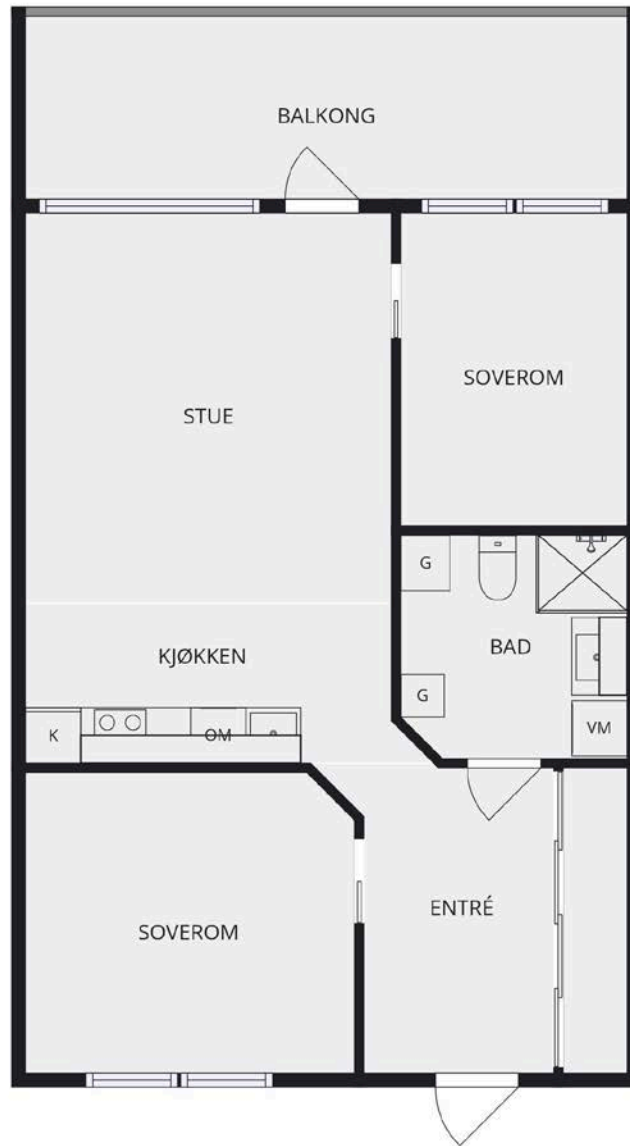 BALKONG
STUE
SOVEROM
G
KJØKKEN
BAD
G
K
OM
VM
SOVEROM
ENTRÉ